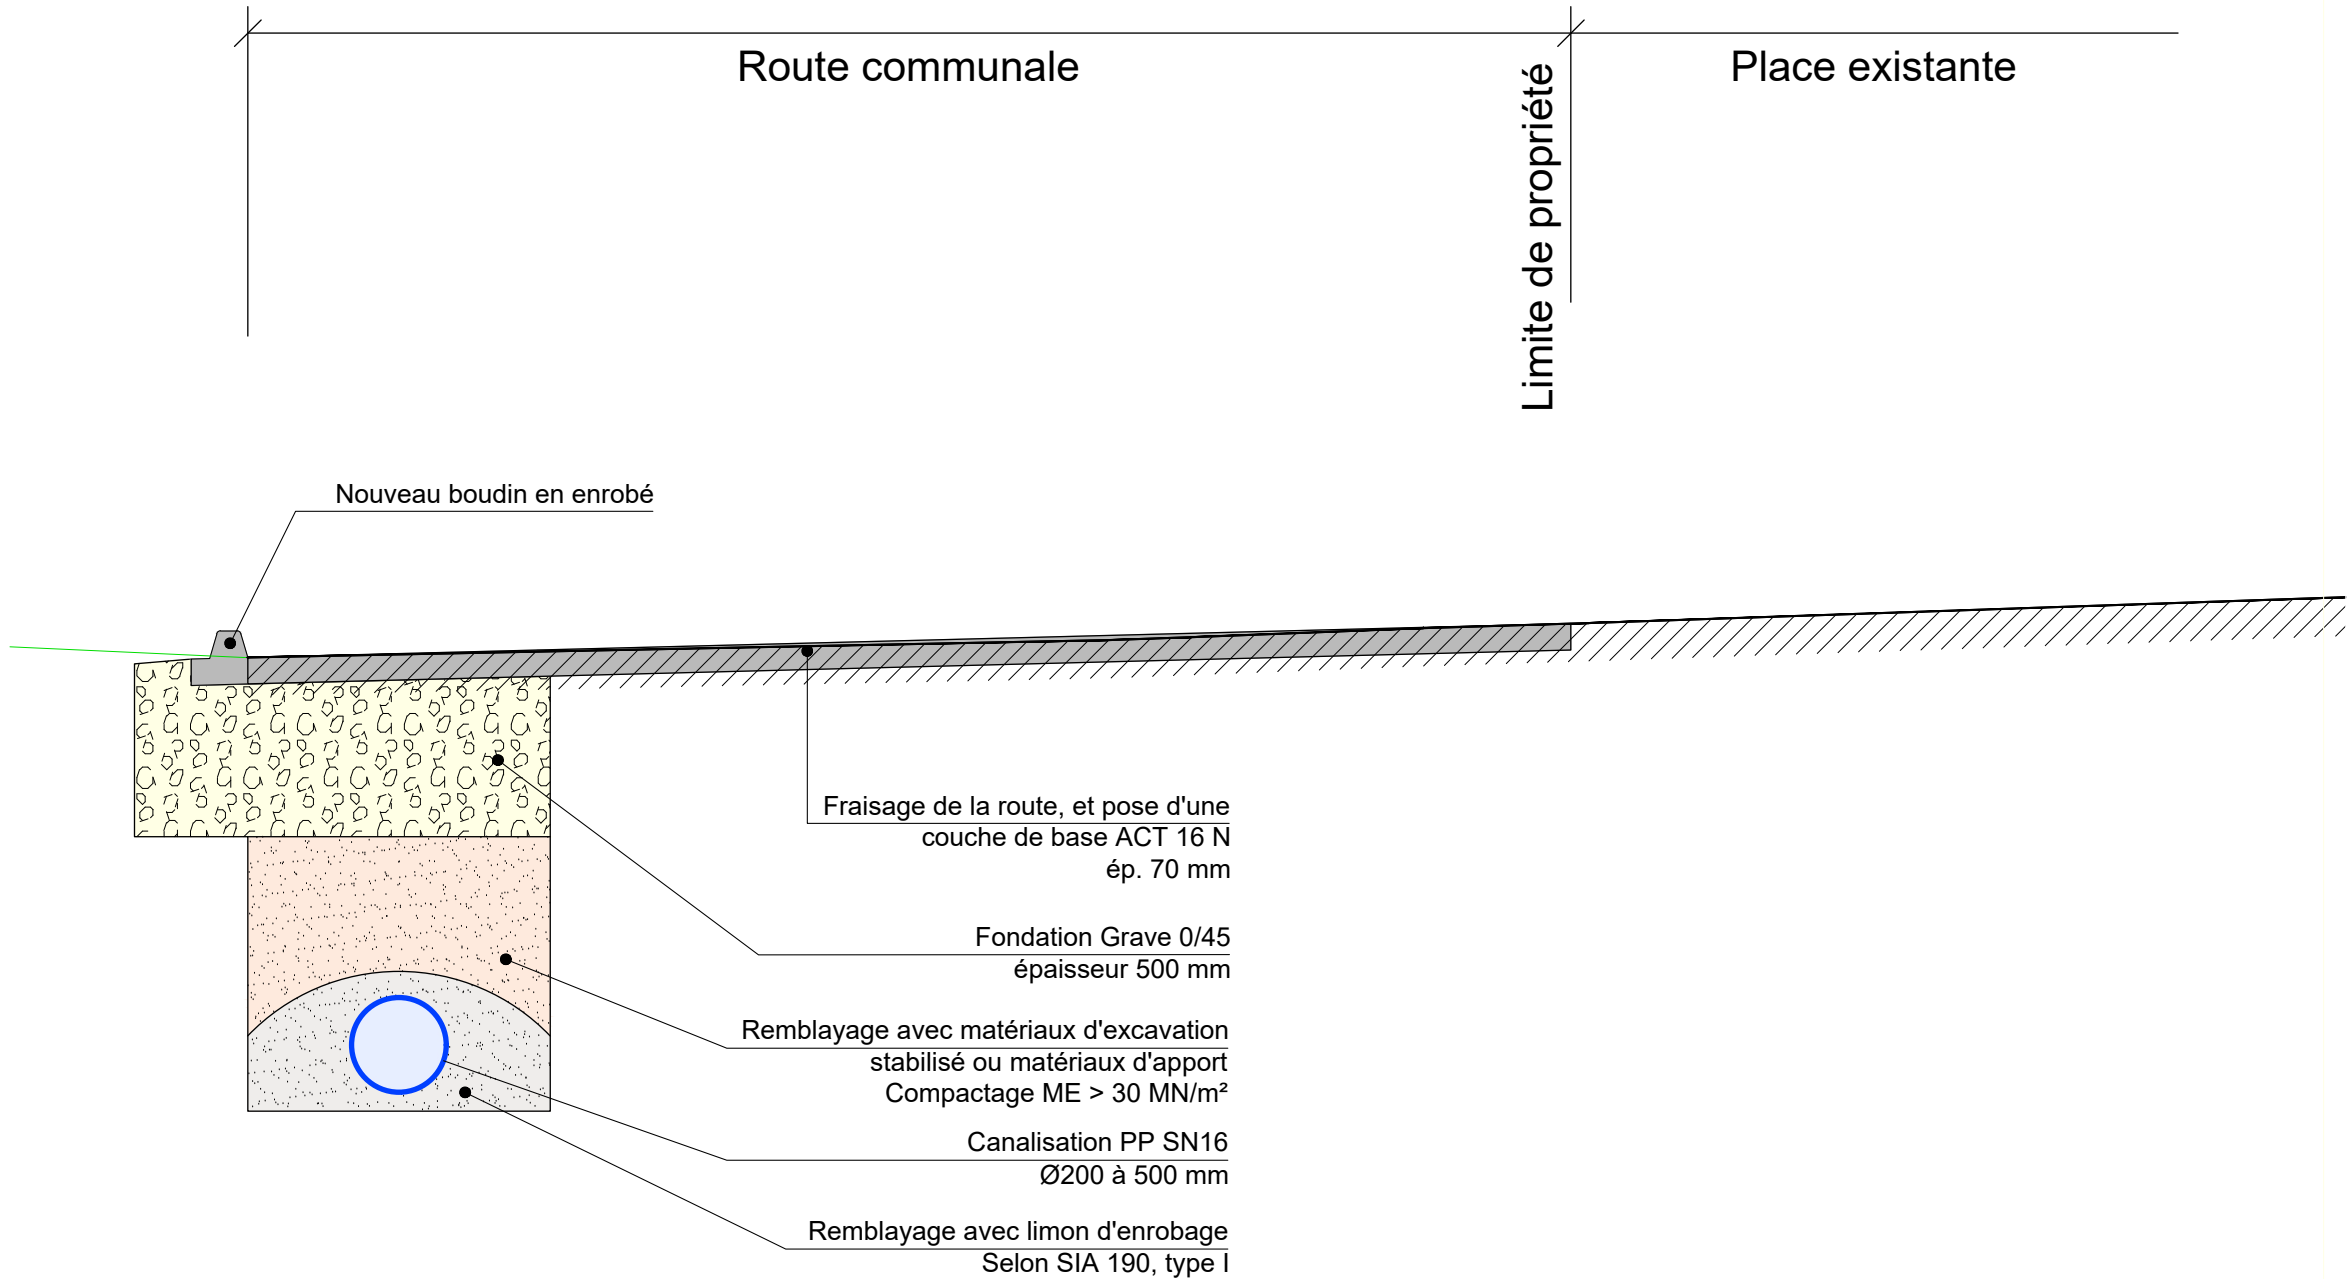 Route communale
Place existante
Limite de propriété
Nouveau boudin en enrobé
Fraisage de la route, et pose d'une
couche de base ACT 16 N
ép. 70 mm
Fondation Grave 0/45
épaisseur 500 mm
Remblayage avec matériaux d'excavation
stabilisé ou matériaux d'apport
Compactage ME > 30 MN/m²
Canalisation PP SN16
Ø200 à 500 mm
Remblayage avec limon d'enrobage
Selon SIA 190, type I